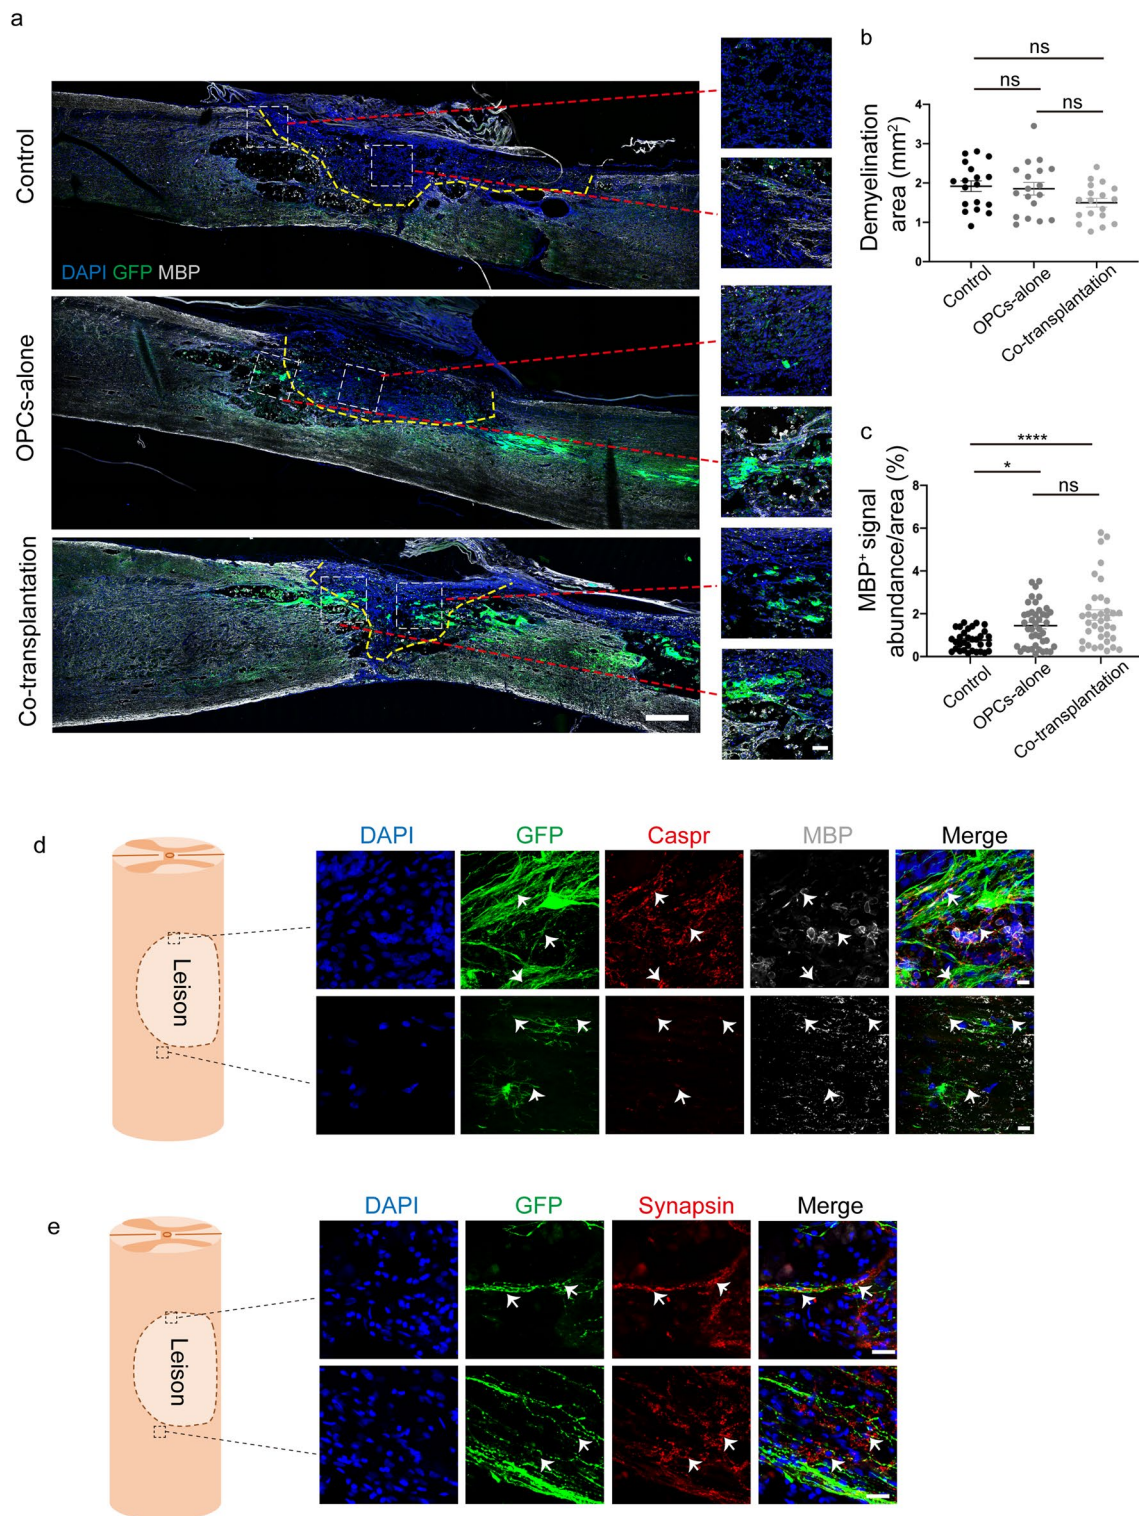 a
Control
DAPI GFP MBP
OPCs-alone
Co-transplantation
b
ns
ns
ns
Demyelination
area (mm²)
4
3
2
1
0
Control
OPCs-alone
Co-transplantation
c
****
*
ns
MBP⁺ signal
abundance/area (%)
8
6
4
2
0
Control
OPCs-alone
Co-transplantation
d
DAPI GFP Caspr MBP Merge
Leison
e
DAPI GFP Synapsin Merge
Leison